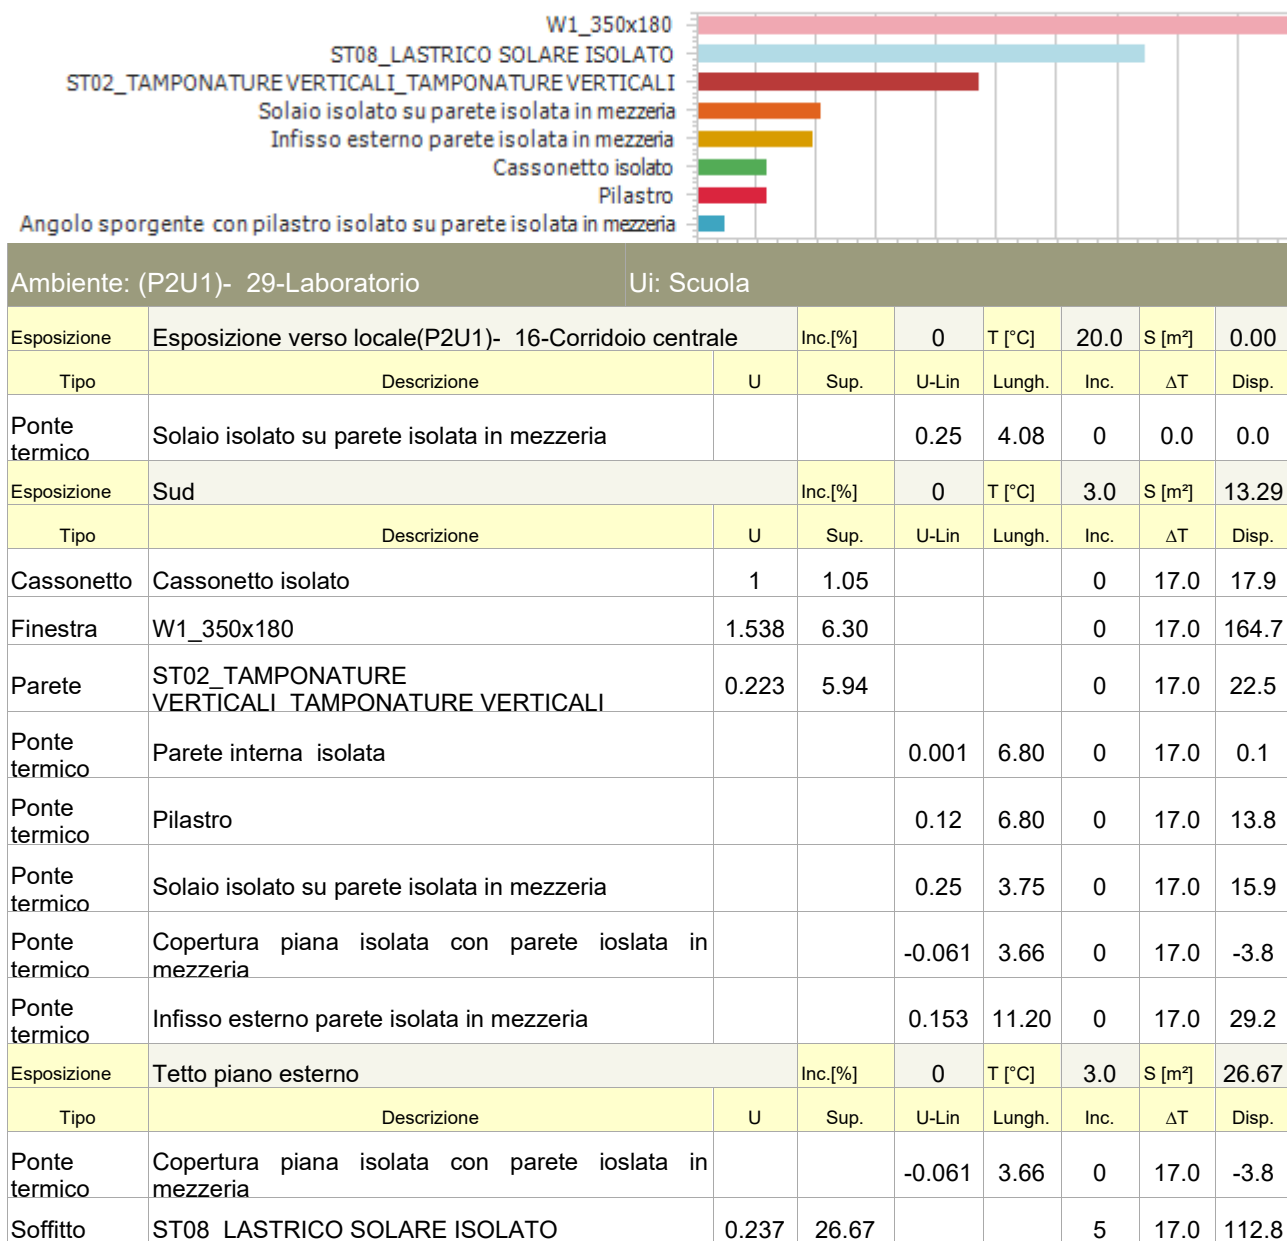 W1_350x180
ST08_LASTRICO SOLARE ISOLATO
ST02_TAMPONATURE VERTICALI_TAMPONATURE VERTICALI
Solaio isolato su parete isolata in mezzeria
Infisso esterno parete isolata in mezzeria
Cassonetto isolato
Pilastro
Angolo sporgente con pilastro isolato su parete isolata in mezzeria
Ambiente: (P2U1)- 29-Laboratorio Ui: Scuola
Esposizione Esposizione verso locale(P2U1)- 16-Corridoio centrale Inc.[%] 0 T [°C] 20.0 S [m²] 0.00
Tipo Descrizione U Sup. U-Lin Lungh. Inc. ΔT Disp.
Ponte termico Solaio isolato su parete isolata in mezzeria 0.25 4.08 0 0.0 0.0
Esposizione Sud Inc.[%] 0 T [°C] 3.0 S [m²] 13.29
Tipo Descrizione U Sup. U-Lin Lungh. Inc. ΔT Disp.
Cassonetto Cassonetto isolato 1 1.05 0 17.0 17.9
Finestra W1_350x180 1.538 6.30 0 17.0 164.7
Parete ST02_TAMPONATURE VERTICALI_TAMPONATURE VERTICALI 0.223 5.94 0 17.0 22.5
Ponte termico Parete interna isolata 0.001 6.80 0 17.0 0.1
Ponte termico Pilastro 0.12 6.80 0 17.0 13.8
Ponte termico Solaio isolato su parete isolata in mezzeria 0.25 3.75 0 17.0 15.9
Ponte termico Copertura piana isolata con parete ioslata in mezzeria -0.061 3.66 0 17.0 -3.8
Ponte termico Infisso esterno parete isolata in mezzeria 0.153 11.20 0 17.0 29.2
Esposizione Tetto piano esterno Inc.[%] 0 T [°C] 3.0 S [m²] 26.67
Tipo Descrizione U Sup. U-Lin Lungh. Inc. ΔT Disp.
Ponte termico Copertura piana isolata con parete ioslata in mezzeria -0.061 3.66 0 17.0 -3.8
Soffitto ST08_LASTRICO SOLARE ISOLATO 0.237 26.67 5 17.0 112.8